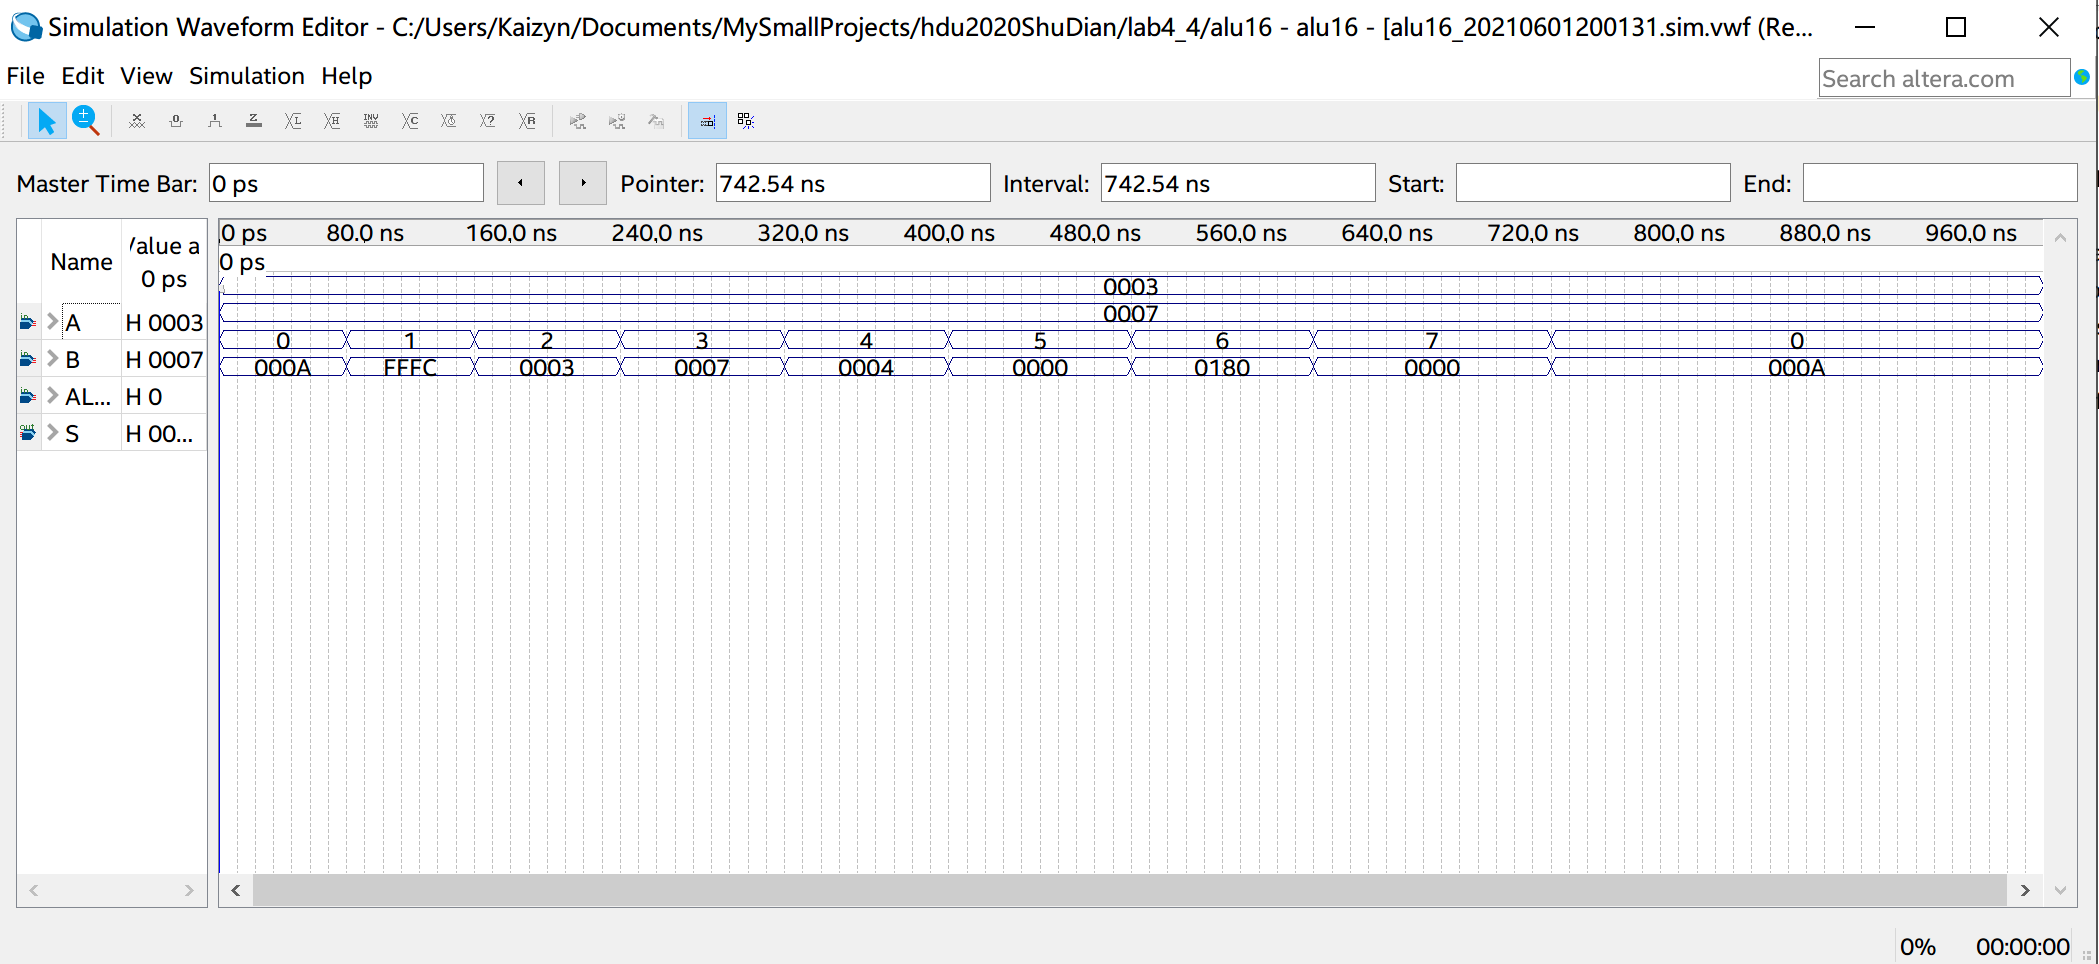 Simulation Waveform Editor - C:/Users/Kaizyn/Documents/MySmallProjects/hdu2020ShuDian/lab4_4/alu16 - alu16 - [alu16_20210601200131.sim.vwf (Re...
File Edit View Simulation Help
Search altera.com
Master Time Bar: 0 ps Pointer: 742.54 ns Interval: 742.54 ns Start: End:
Name /alue a 0 ps
0 ps 80.0 ns 160.0 ns 240.0 ns 320.0 ns 400.0 ns 480.0 ns 560.0 ns 640.0 ns 720.0 ns 800.0 ns 880.0 ns 960.0 ns
0 ps
A H 0003
B H 0007
AL... H 0
S H 00...
0003
0007
0 1 2 3 4 5 6 7 0
000A FFFC 0003 0007 0004 0000 0180 0000 000A
0% 00:00:00